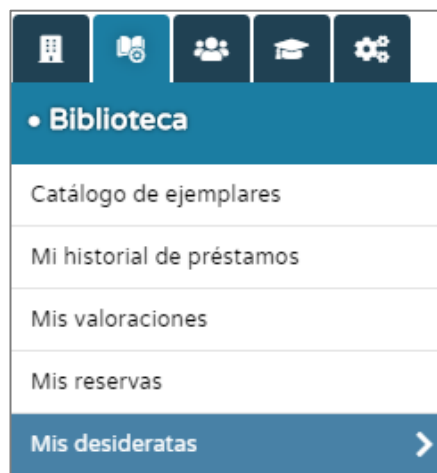 • Biblioteca
Catálogo de ejemplares
Mi historial de préstamos
Mis valoraciones
Mis reservas
Mis desideratas